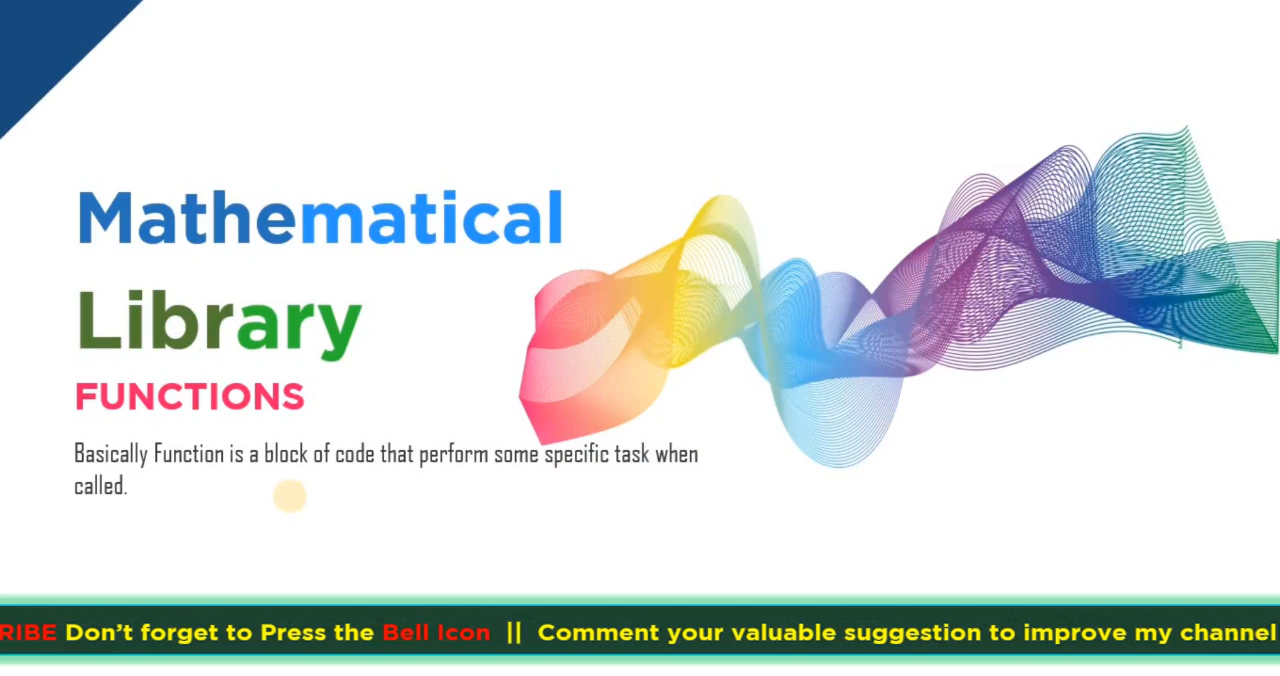 Mathematical
Library
FUNCTIONS
Basically Function is a block of code that perform some specific task when
called.
RIBE Don't forget to Press the Bell Icon || Comment your valuable suggestion to improve my channel